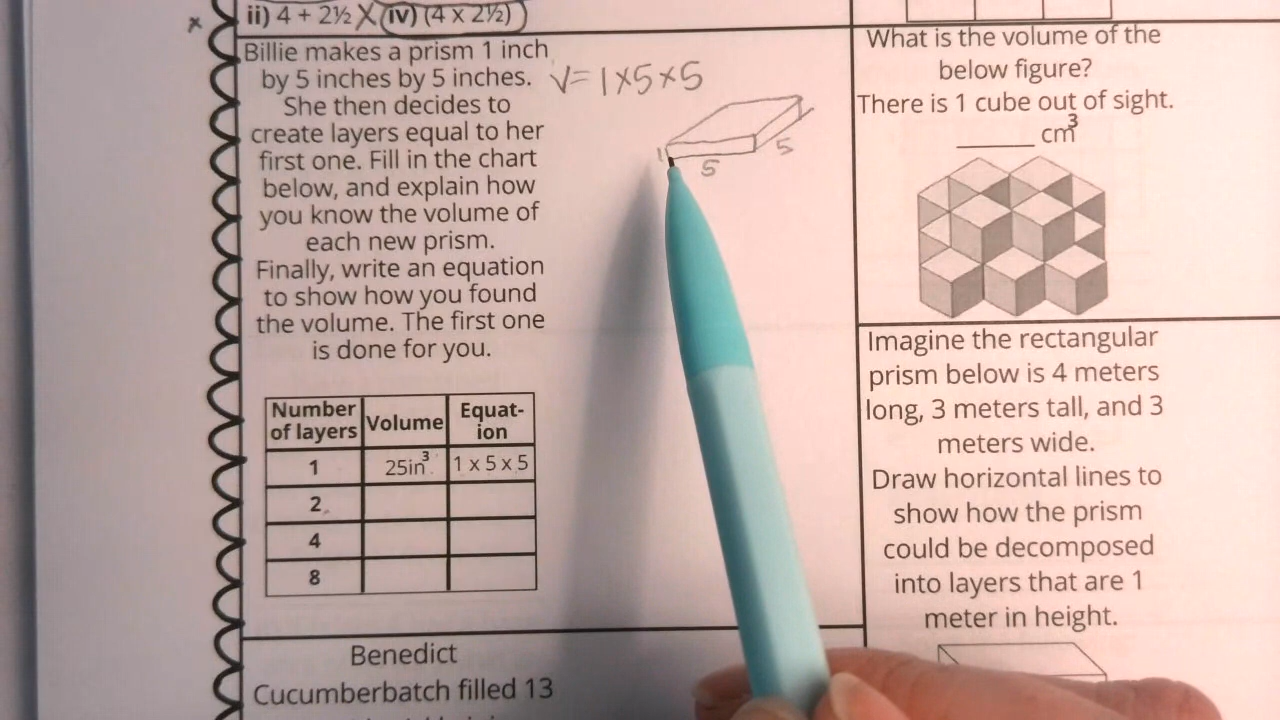 ii) 4 + 2½ X (iv) (4 x 2½)
x
Billie makes a prism 1 inch
by 5 inches by 5 inches.
She then decides to
create layers equal to her
first one. Fill in the chart
below, and explain how
you know the volume of
each new prism.
Finally, write an equation
to show how you found
the volume. The first one
is done for you.
V=1x5x5
1
5
5
Number of layers Volume Equat-ion
1 25in³ 1 x 5 x 5
2
4
8
Benedict
Cucumberbatch filled 13
What is the volume of the
below figure?
There is 1 cube out of sight.
______ cm³
Imagine the rectangular
prism below is 4 meters
long, 3 meters tall, and 3
meters wide.
Draw horizontal lines to
show how the prism
could be decomposed
into layers that are 1
meter in height.